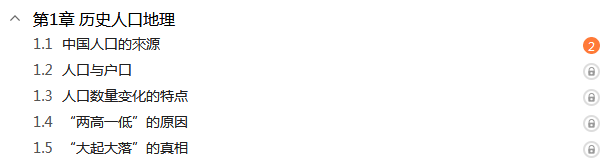 第1章 历史人口地理
1.1 中国人口的來源
2
1.2 人口与户口
1.3 人口数量变化的特点
1.4 “两高一低”的原因
1.5 “大起大落”的真相